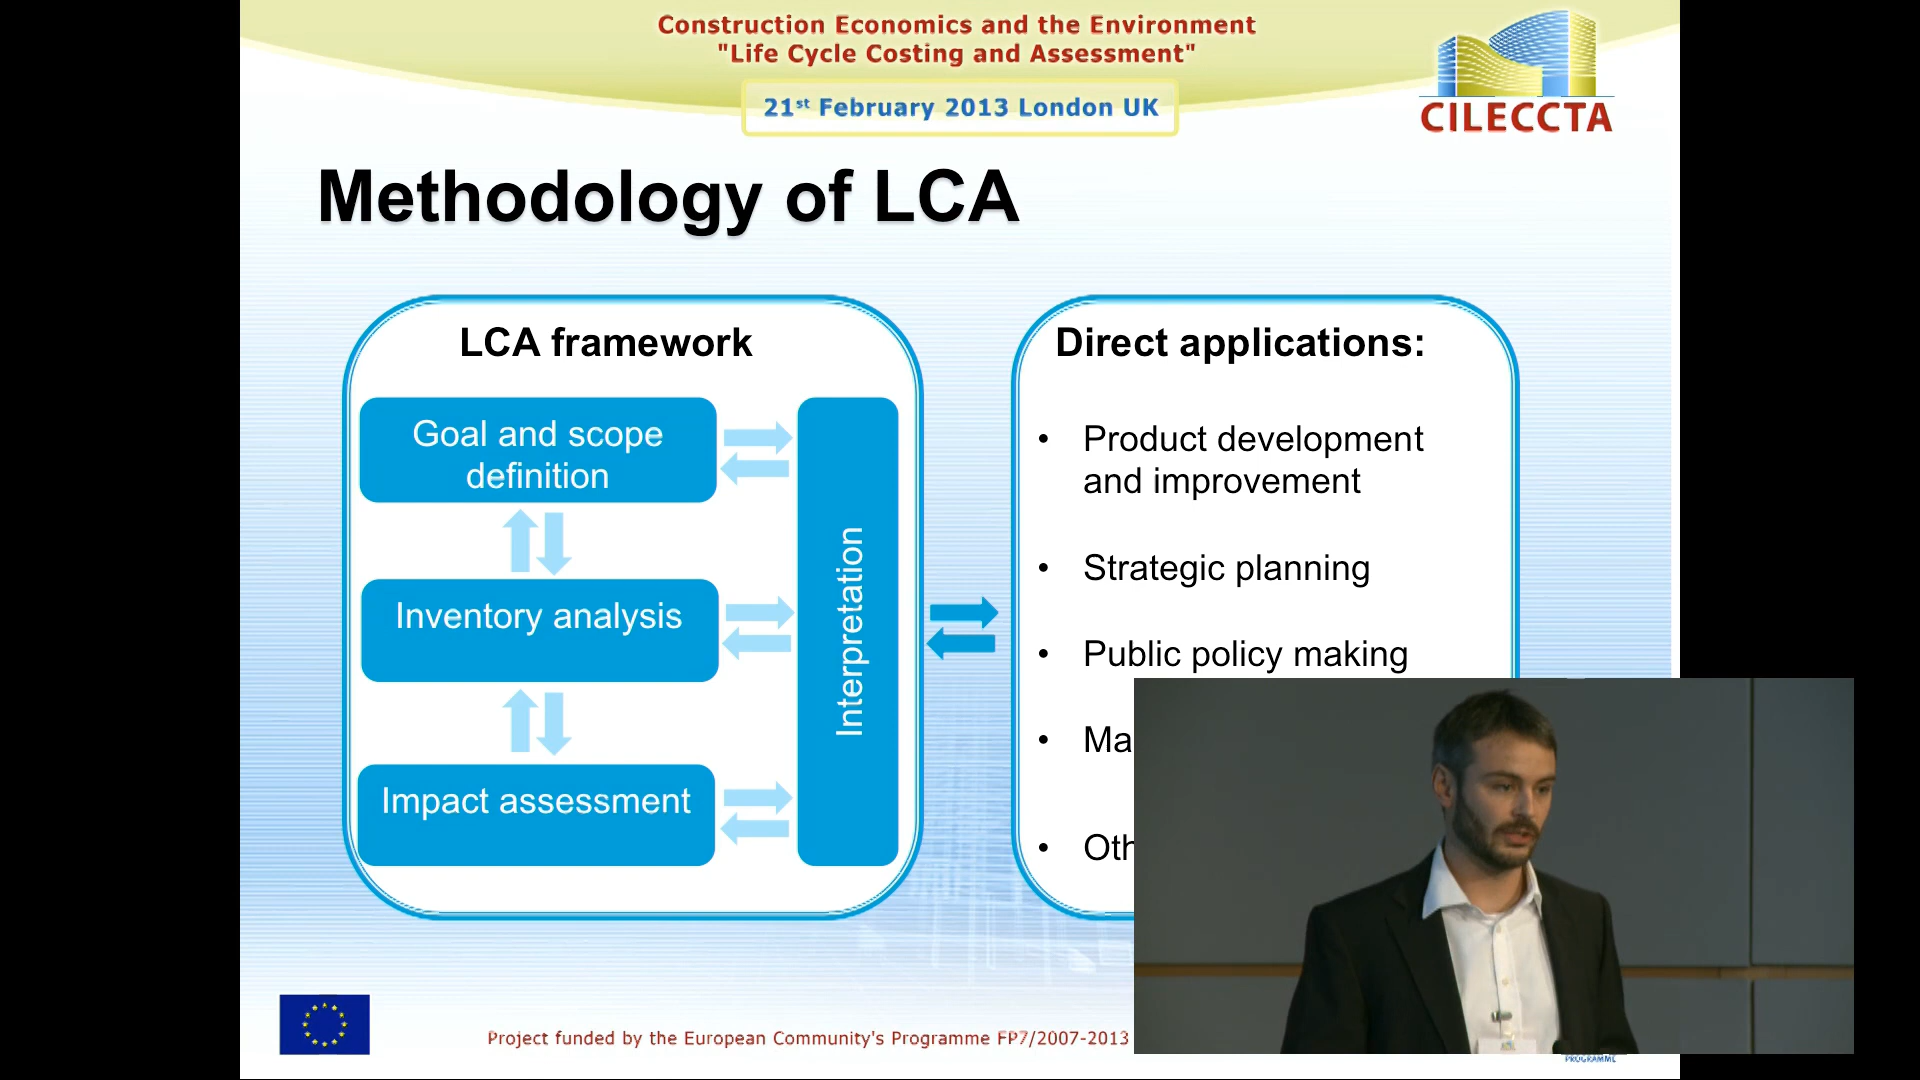 Construction Economics and the Environment
"Life Cycle Costing and Assessment"
21st February 2013 London UK
CILECCTA
Methodology of LCA
LCA framework
Goal and scope
definition
Inventory analysis
Impact assessment
Interpretation
Direct applications:
• Product development
and improvement
• Strategic planning
• Public policy making
• Ma
• Oth
Project funded by the European Community's Programme FP7/2007-2013
PROGRAMME